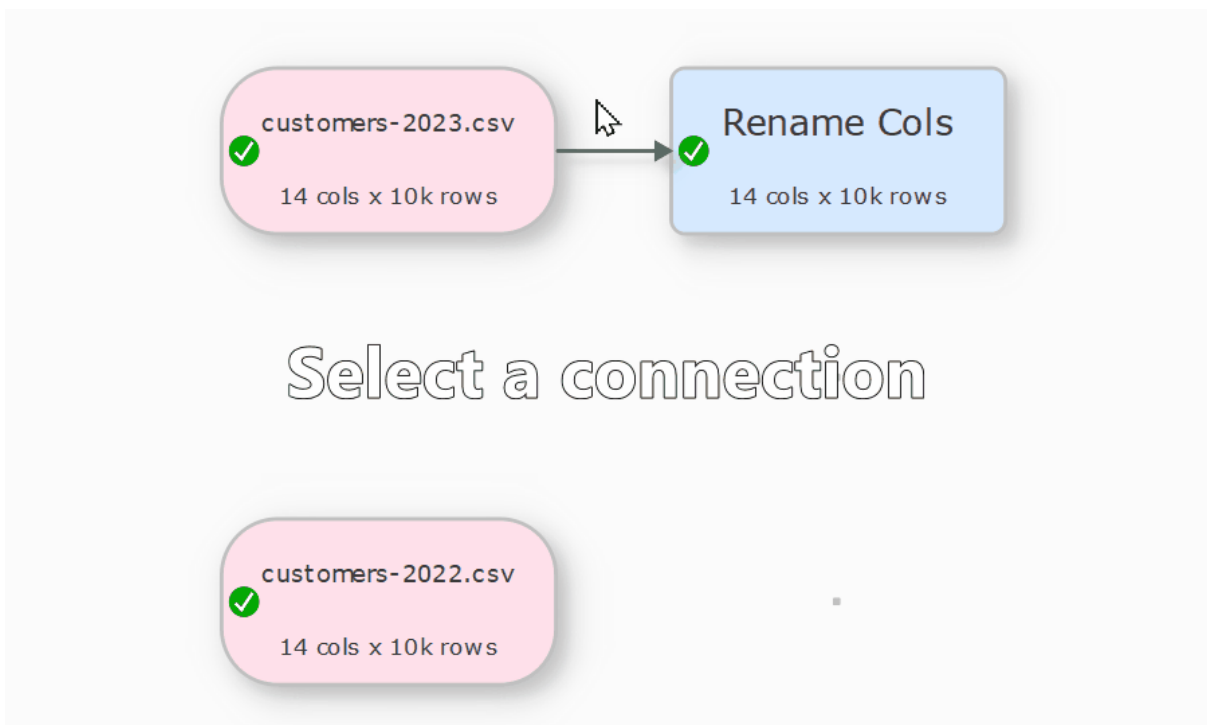 customers-2023.csv
14 cols x 10k rows
Rename Cols
14 cols x 10k rows
Select a connection
customers-2022.csv
14 cols x 10k rows